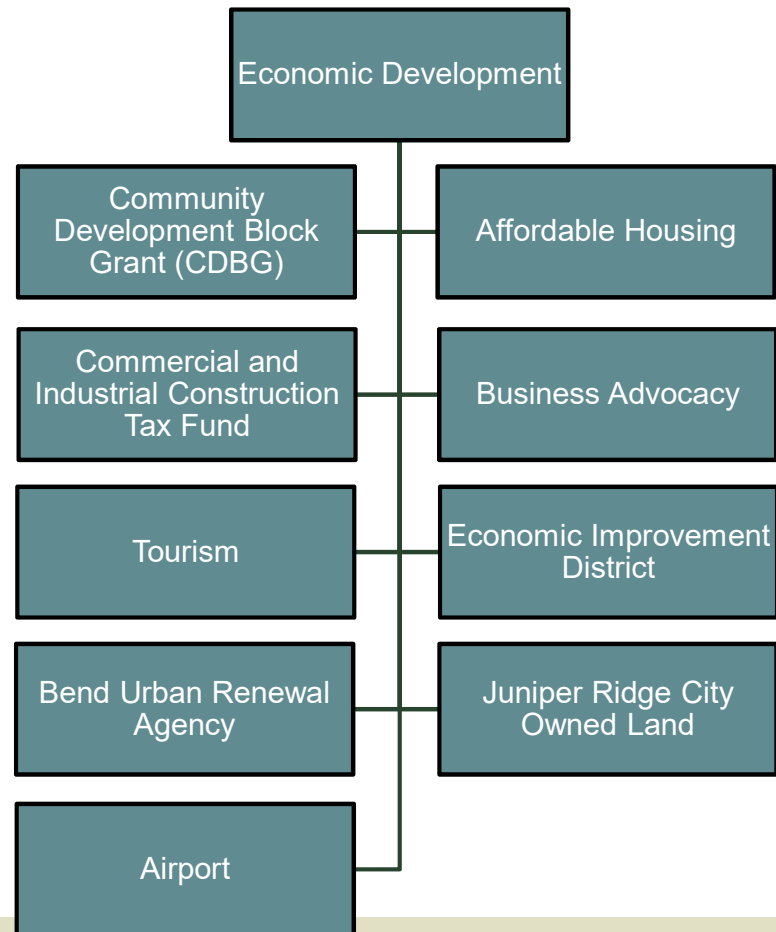 Economic Development
Community
Development Block
Grant (CDBG)
Affordable Housing
Commercial and
Industrial Construction
Tax Fund
Business Advocacy
Tourism
Economic Improvement
District
Bend Urban Renewal
Agency
Juniper Ridge City
Owned Land
Airport